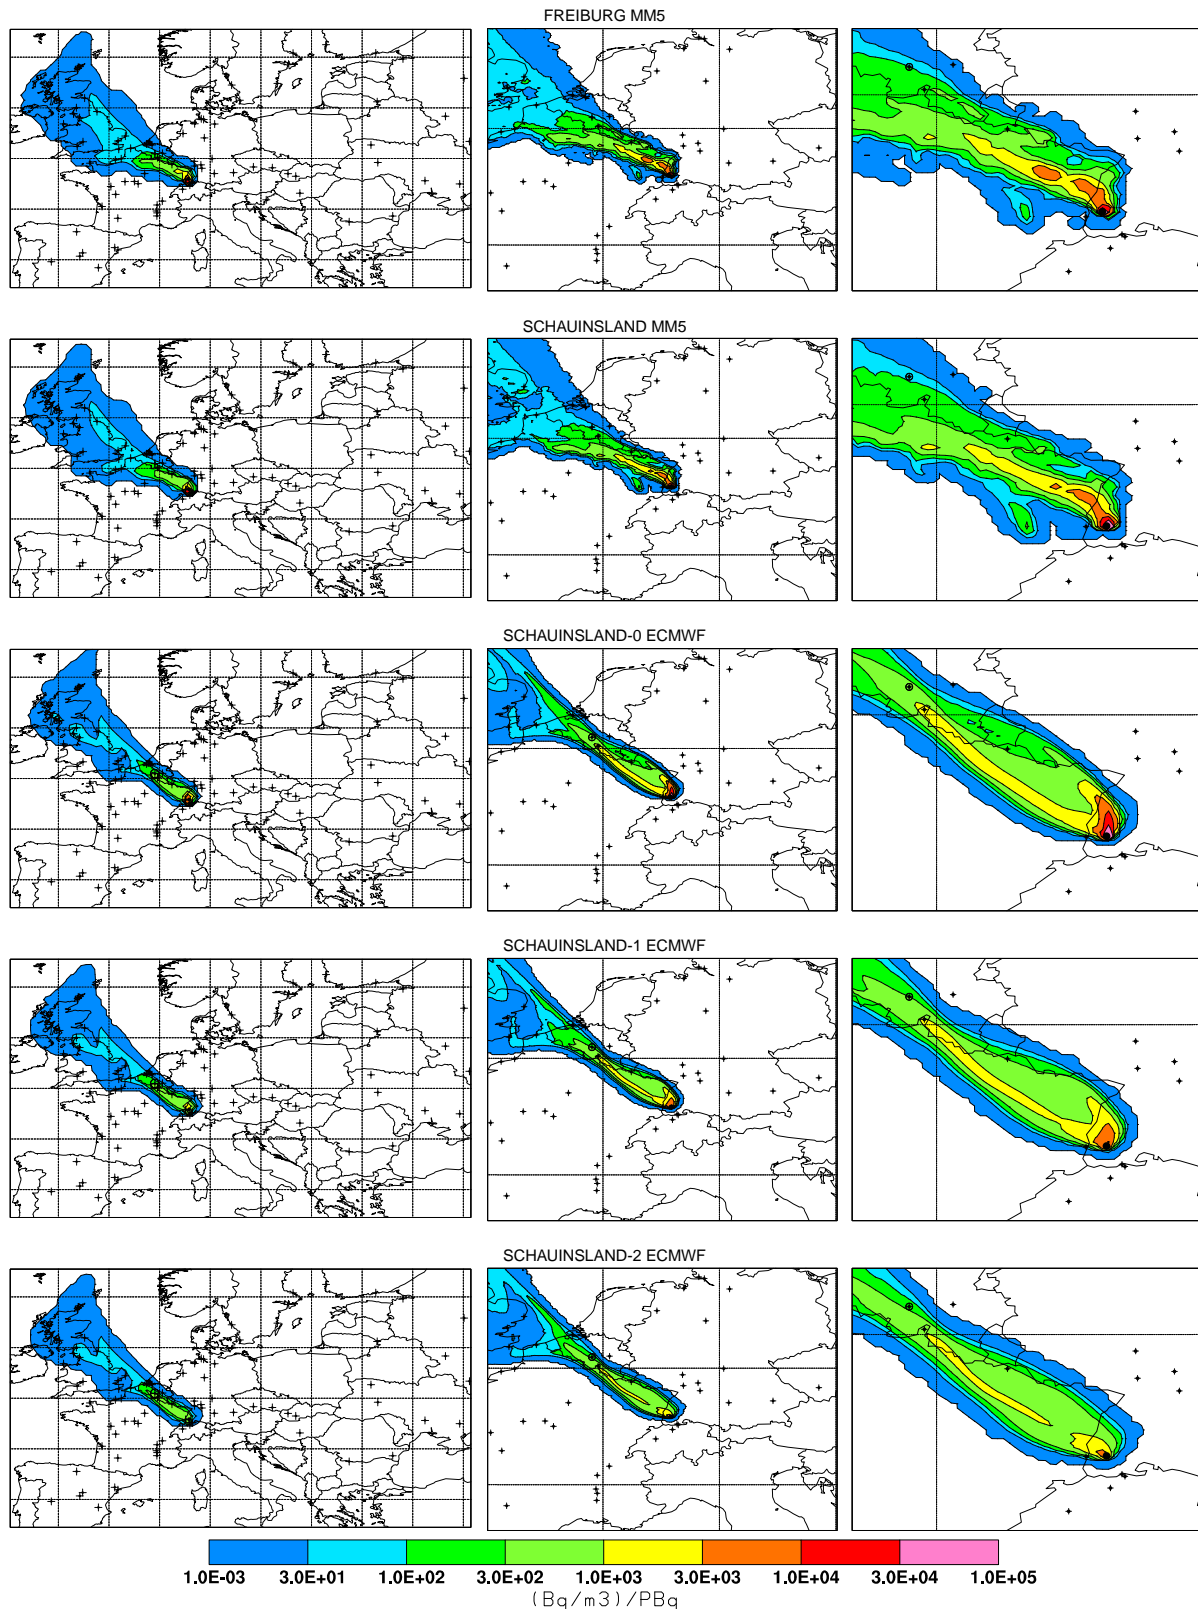 FREIBURG MM5
SCHAUINSLAND MM5
SCHAUINSLAND-0 ECMWF
SCHAUINSLAND-1 ECMWF
SCHAUINSLAND-2 ECMWF
1.0E-03 3.0E+01 1.0E+02 3.0E+02 1.0E+03 3.0E+03 1.0E+04 3.0E+04 1.0E+05
(Bq/m3)/PBq